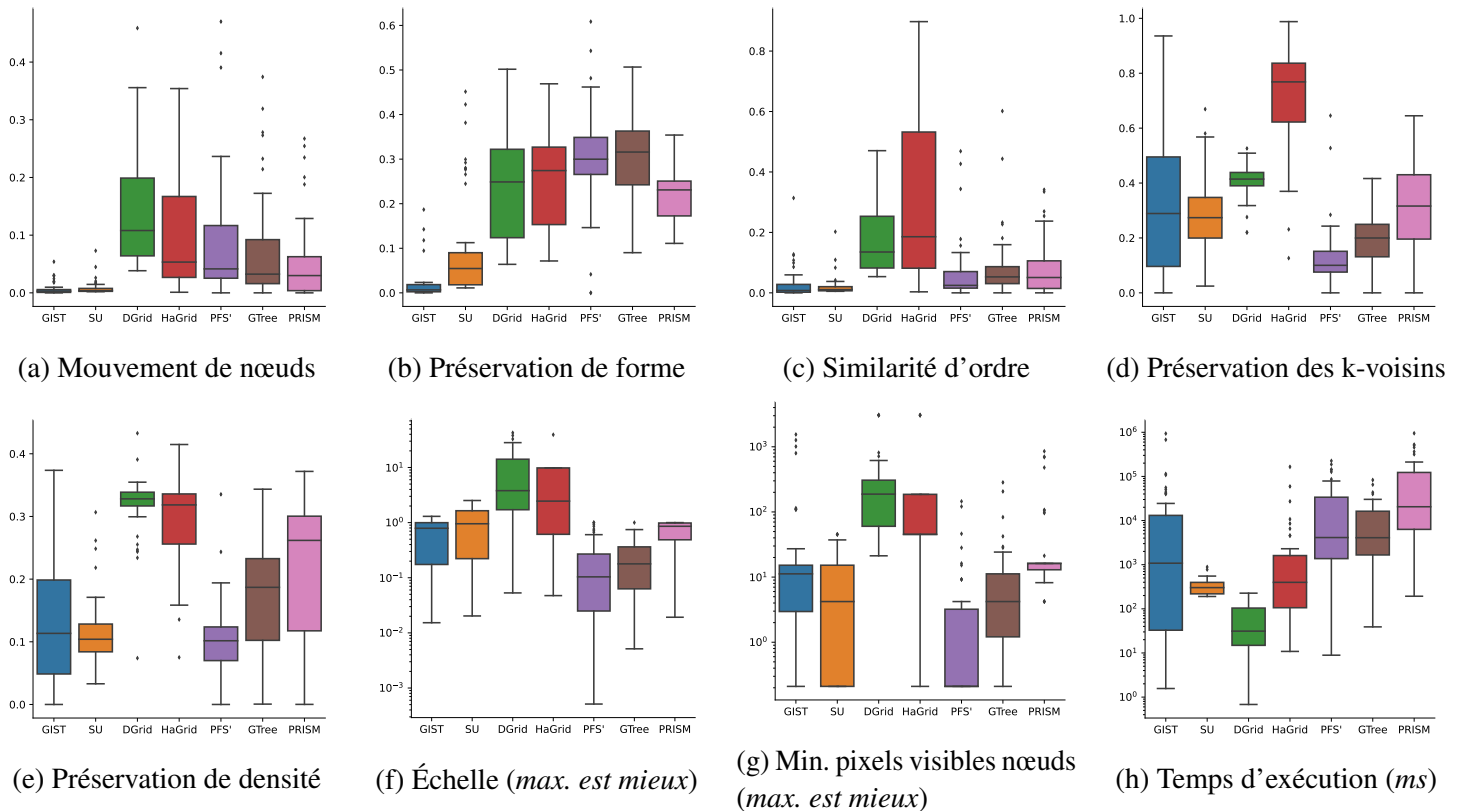 0.4
0.3
0.2
0.1
0.0
GIST SU DGrid HaGrid PFS' GTree PRISM
(a) Mouvement de nœuds
0.6
0.5
0.4
0.3
0.2
0.1
0.0
GIST SU DGrid HaGrid PFS' GTree PRISM
(b) Préservation de forme
0.8
0.6
0.4
0.2
0.0
GIST SU DGrid HaGrid PFS' GTree PRISM
(c) Similarité d'ordre
1.0
0.8
0.6
0.4
0.2
0.0
GIST SU DGrid HaGrid PFS' GTree PRISM
(d) Préservation des k-voisins
0.4
0.3
0.2
0.1
0.0
GIST SU DGrid HaGrid PFS' GTree PRISM
(e) Préservation de densité
10¹
10⁰
10⁻¹
10⁻²
10⁻³
GIST SU DGrid HaGrid PFS' GTree PRISM
(f) Échelle (max. est mieux)
10³
10²
10¹
10⁰
GIST SU DGrid HaGrid PFS' GTree PRISM
(g) Min. pixels visibles nœuds
(max. est mieux)
10⁶
10⁵
10⁴
10³
10²
10¹
10⁰
GIST SU DGrid HaGrid PFS' GTree PRISM
(h) Temps d'exécution (ms)